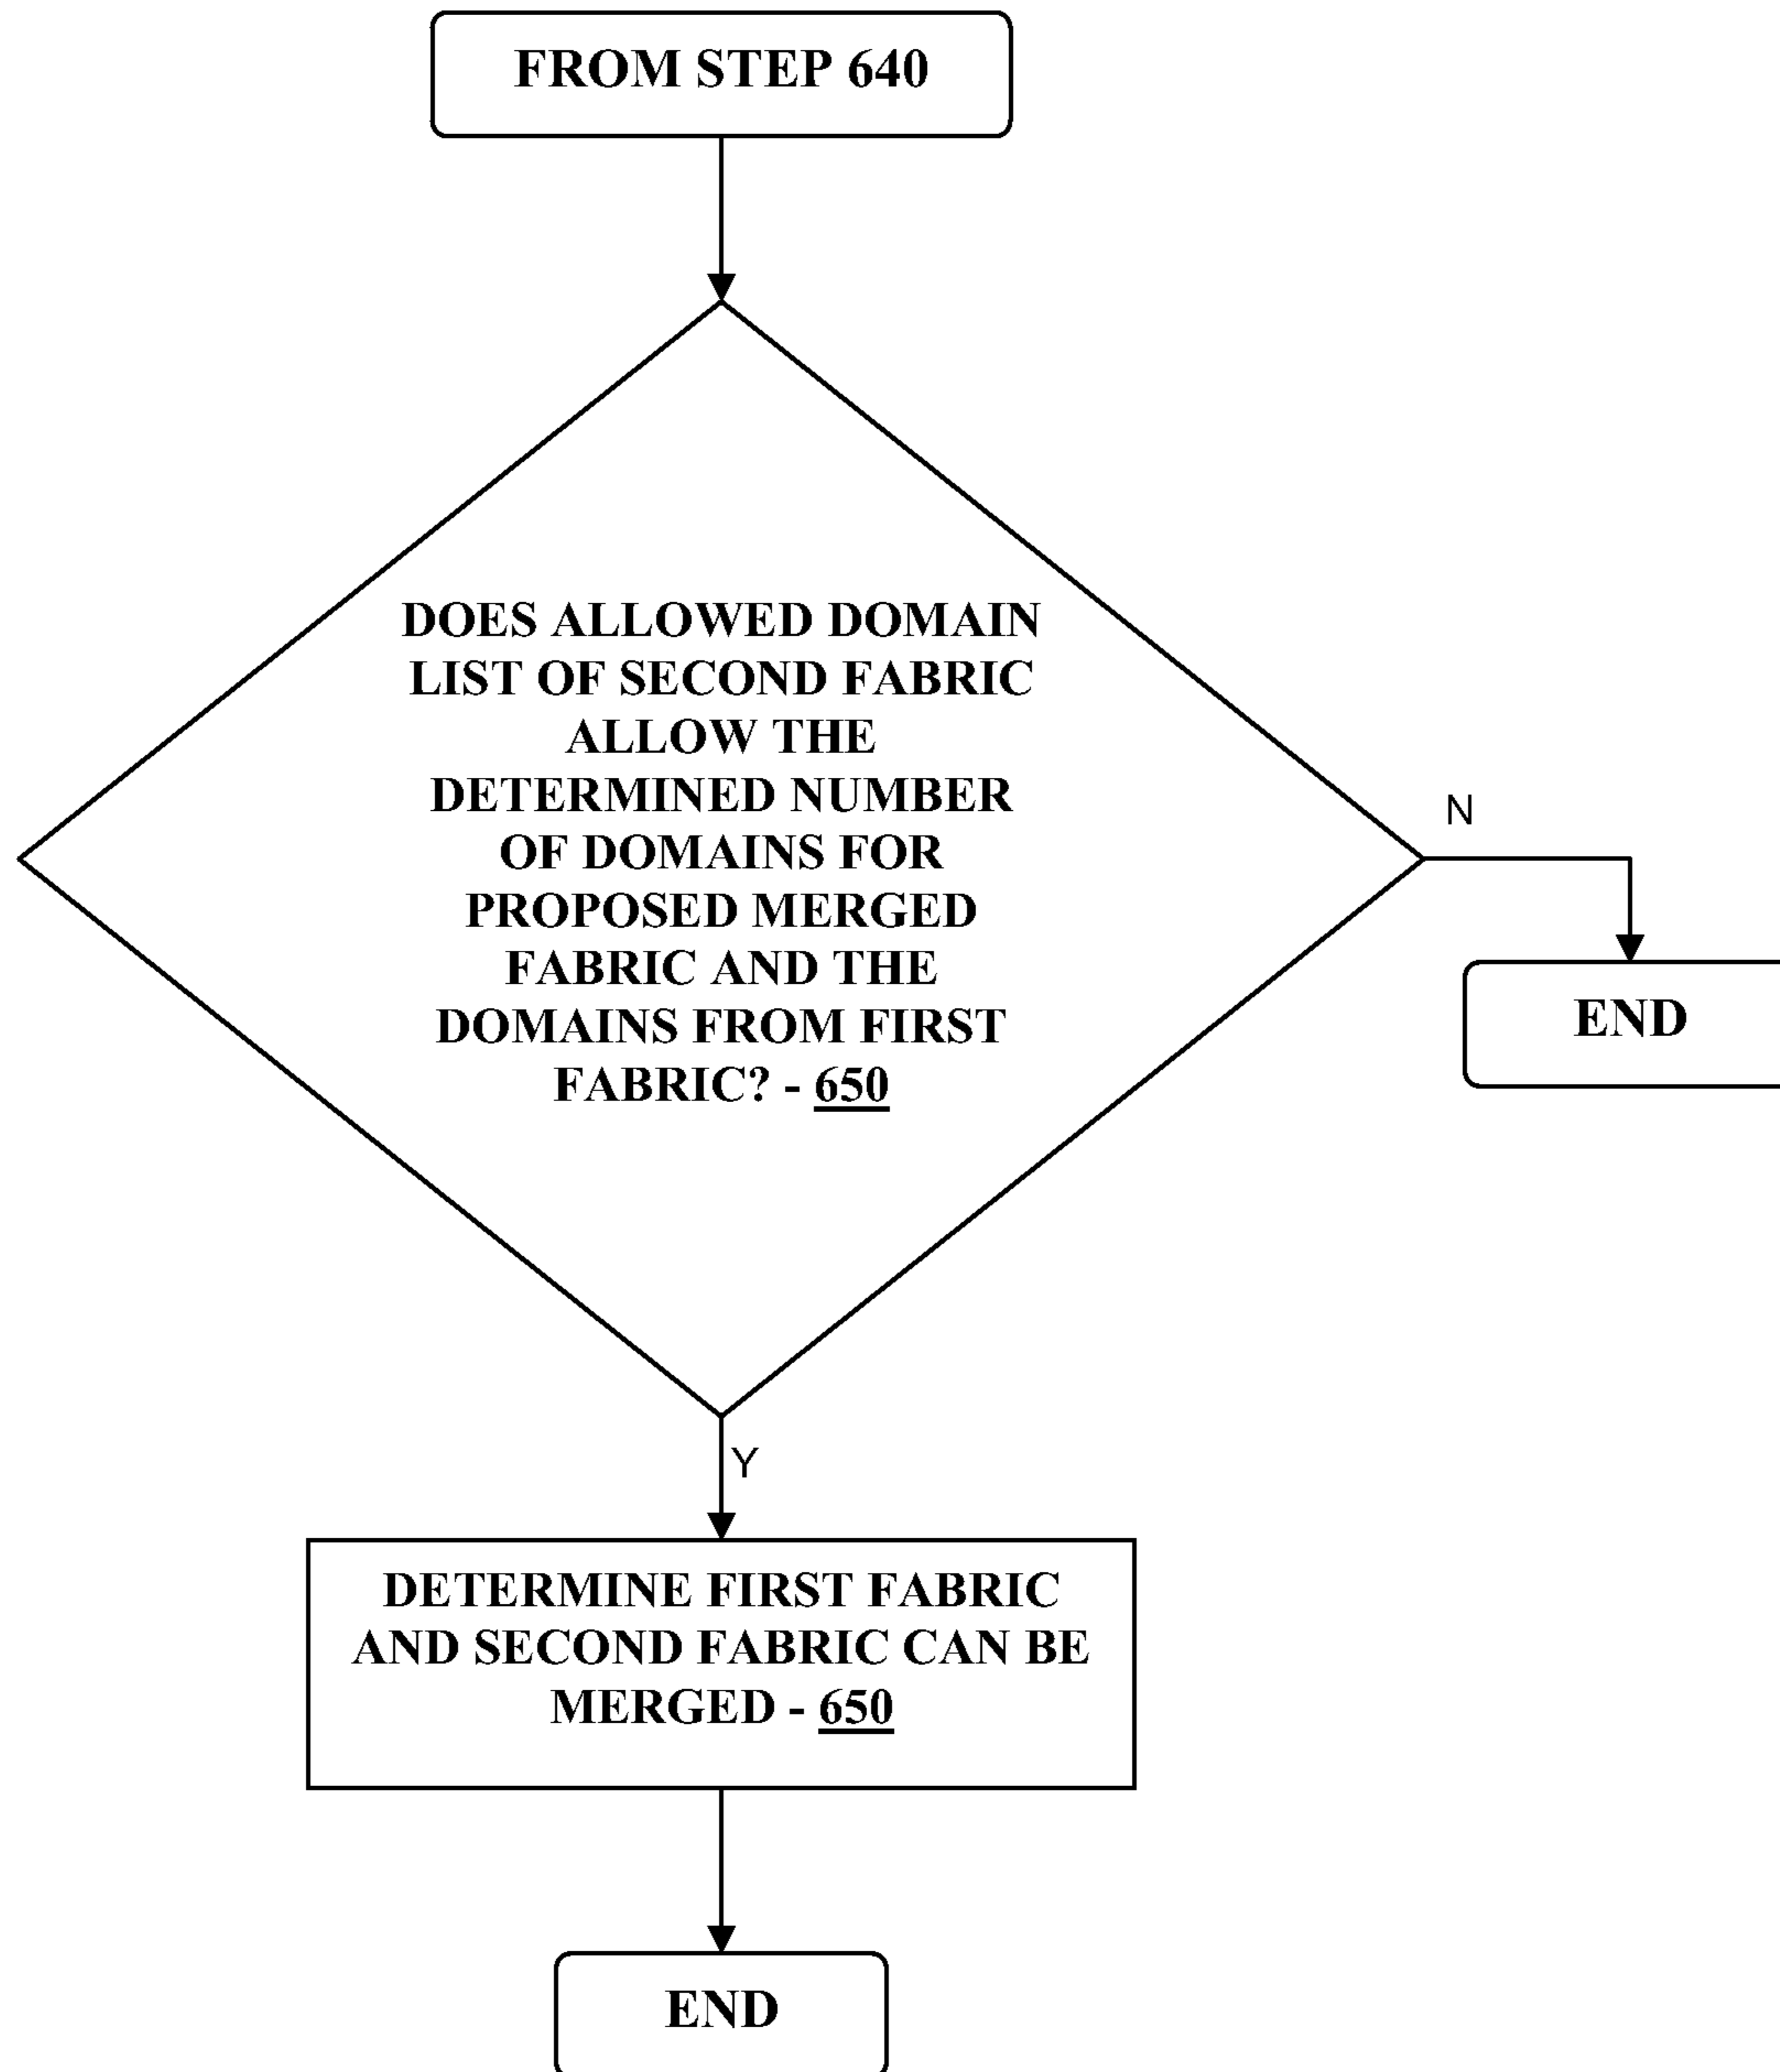 FROM STEP 640
DOES ALLOWED DOMAIN
LIST OF SECOND FABRIC
ALLOW THE
DETERMINED NUMBER
OF DOMAINS FOR
PROPOSED MERGED
FABRIC AND THE
DOMAINS FROM FIRST
FABRIC? - 650
N
END
Y
DETERMINE FIRST FABRIC
AND SECOND FABRIC CAN BE
MERGED - 650
END